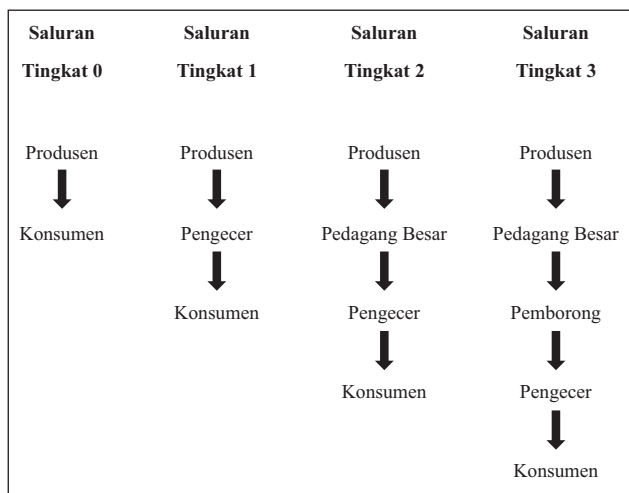 Saluran Saluran Saluran Saluran
Tingkat 0 Tingkat 1 Tingkat 2 Tingkat 3
Produsen Produsen Produsen Produsen
Konsumen Pengecer Pedagang Besar Pedagang Besar
Konsumen Pengecer Pemborong
Konsumen Pengecer
Konsumen